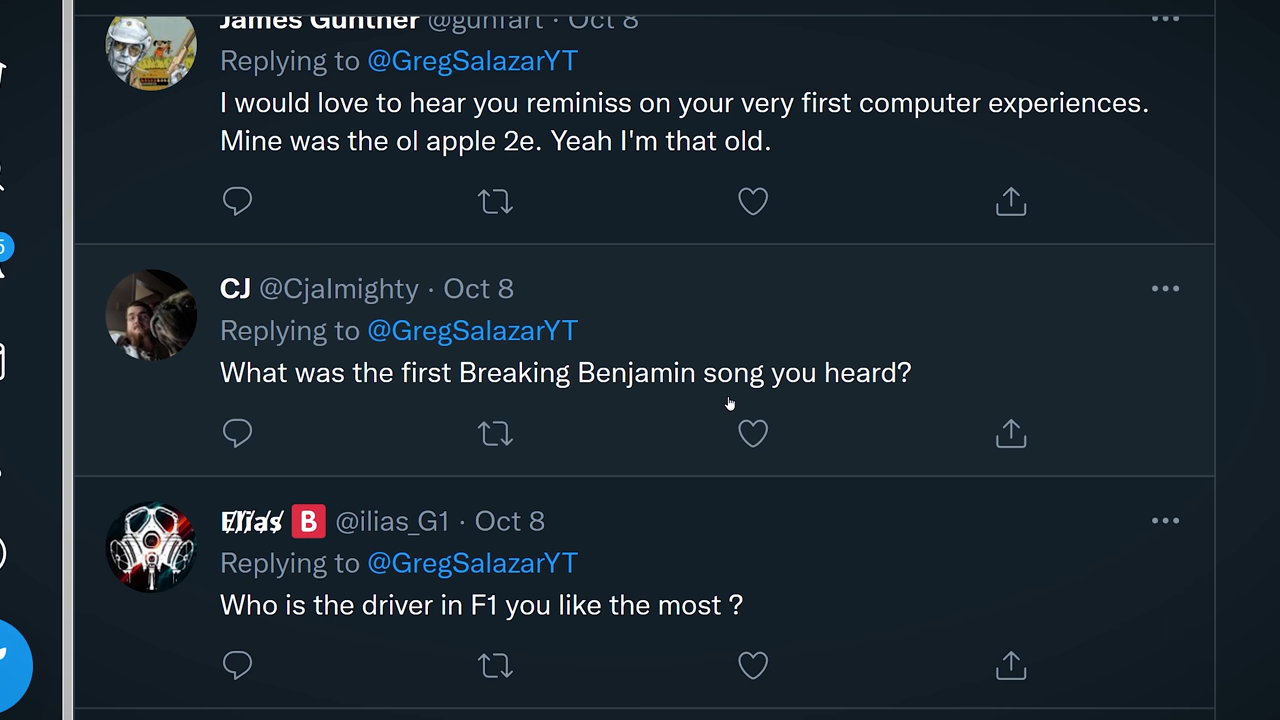 James Gunther @gunfart · Oct 8
Replying to @GregSalazarYT
I would love to hear you reminiss on your very first computer experiences.
Mine was the ol apple 2e. Yeah I'm that old.
CJ @Cjalmighty · Oct 8
Replying to @GregSalazarYT
What was the first Breaking Benjamin song you heard?
5
Elias B @ilias_G1 · Oct 8
Replying to @GregSalazarYT
Who is the driver in F1 you like the most ?